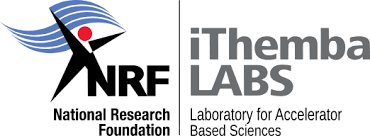 NRF
National Research
Foundation
iThemba
LABS
Laboratory for Accelerator
Based Sciences